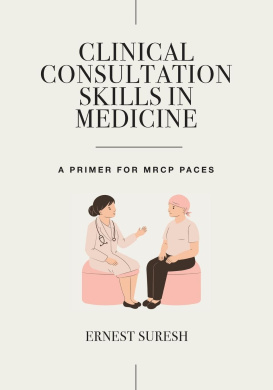 CLINICAL
CONSULTATION
SKILLS IN
MEDICINE
A PRIMER FOR MRCP PACES
ERNEST SURESH